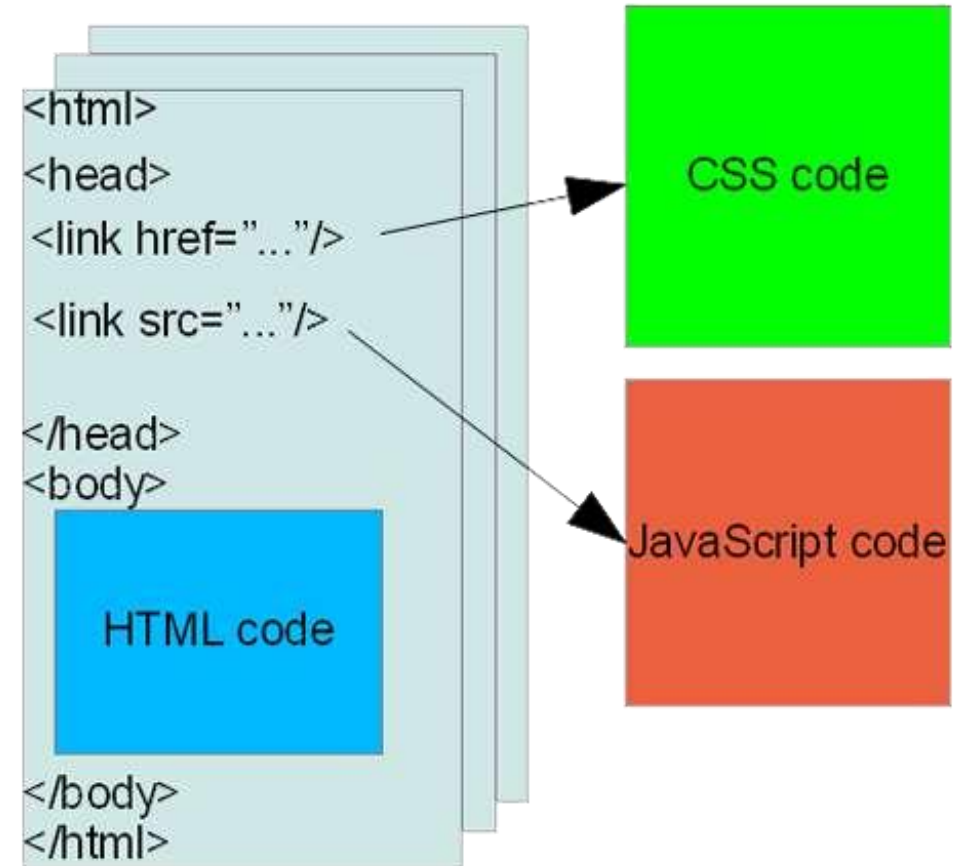 <html>
<head>
<link href=”...”/>
<link src=”...”/>
</head>
<body>
HTML code
</body>
</html>
CSS code
JavaScript code